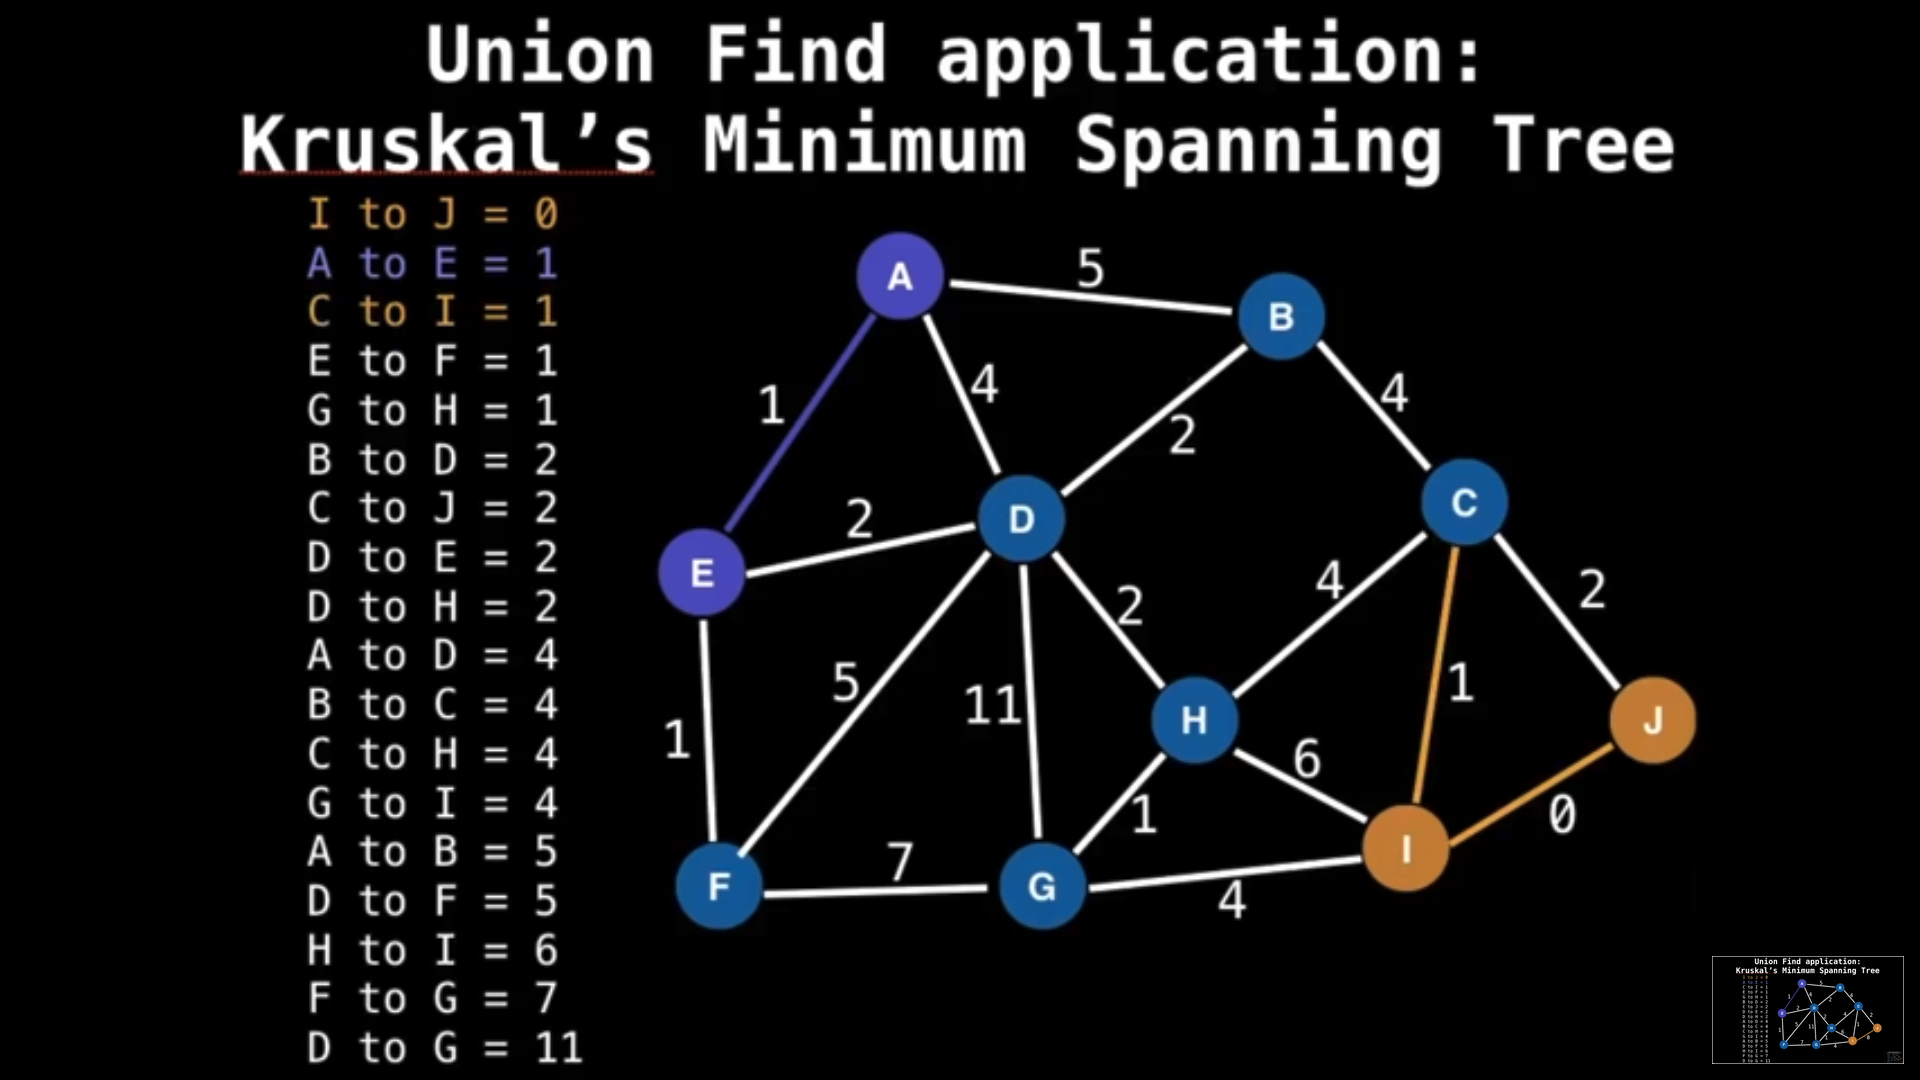 Union Find application:
Kruskal’s Minimum Spanning Tree
I to J = 0
A to E = 1
C to I = 1
E to F = 1
G to H = 1
B to D = 2
C to J = 2
D to E = 2
D to H = 2
A to D = 4
B to C = 4
C to H = 4
G to I = 4
A to B = 5
D to F = 5
H to I = 6
F to G = 7
D to G = 11
A
5
B
1
4
2
4
E
2
D
C
1
5
11
2
4
1
2
H
J
6
1
0
F
7
G
4
I
Union Find application:
Kruskal's Minimum Spanning Tree